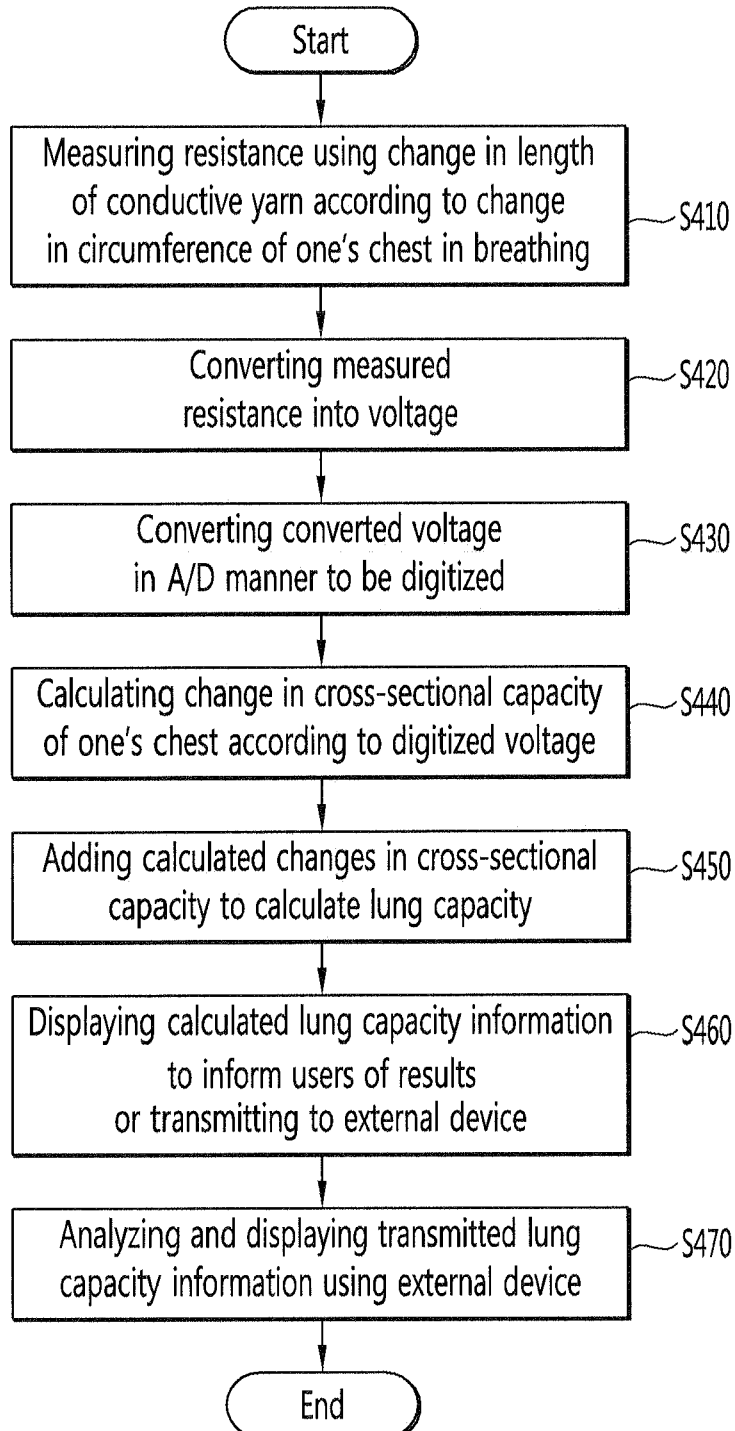 Start
Measuring resistance using change in length
of conductive yarn according to change
in circumference of one's chest in breathing
S410
Converting measured
resistance into voltage
S420
Converting converted voltage
in A/D manner to be digitized
S430
Calculating change in cross-sectional capacity
of one's chest according to digitized voltage
S440
Adding calculated changes in cross-sectional
capacity to calculate lung capacity
S450
Displaying calculated lung capacity information
to inform users of results
or transmitting to external device
S460
Analyzing and displaying transmitted lung
capacity information using external device
S470
End